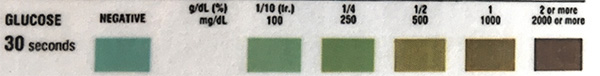 GLUCOSE NEGATIVE g/dL (%) 1/10 (tr.) 1/4 1/2 1 2 or more
mg/dL 100 250 500 1000 2000 or more
30 seconds